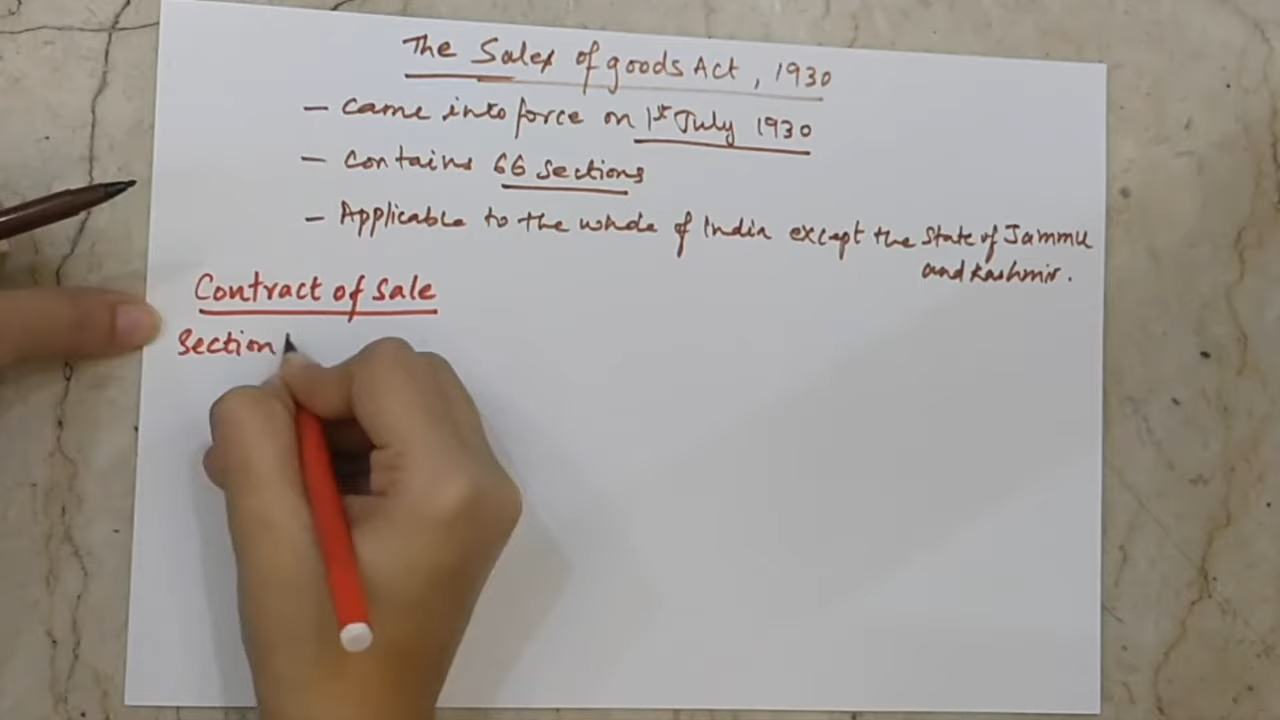 The Sales of goods Act, 1930
- Came into force on 1st July 1930
- Contains 66 Sections
- Applicable to the whole of India except the State of Jammu
and Kashmir.
Contract of Sale
Section